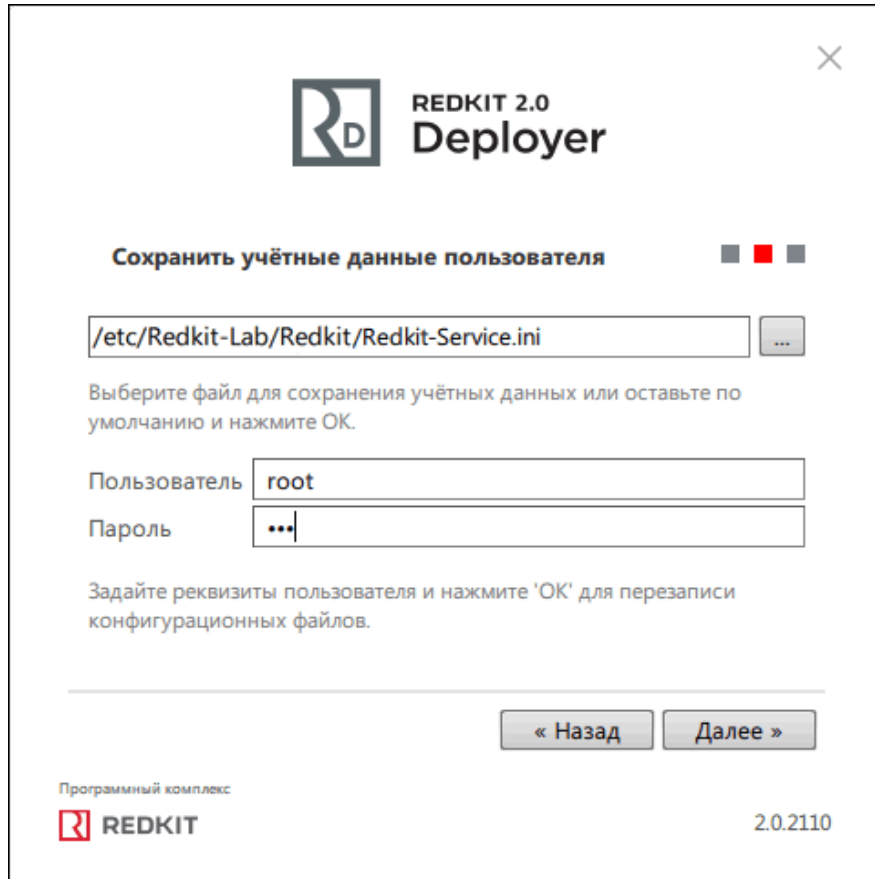 REDKIT 2.0
Deployer
Сохранить учётные данные пользователя
/etc/Redkit-Lab/Redkit/Redkit-Service.ini
...
Выберите файл для сохранения учётных данных или оставьте по
умолчанию и нажмите ОК.
Пользователь root
Пароль •••
Задайте реквизиты пользователя и нажмите 'ОК' для перезаписи
конфигурационных файлов.
« Назад Далее »
Программный комплекс
REDKIT
2.0.2110